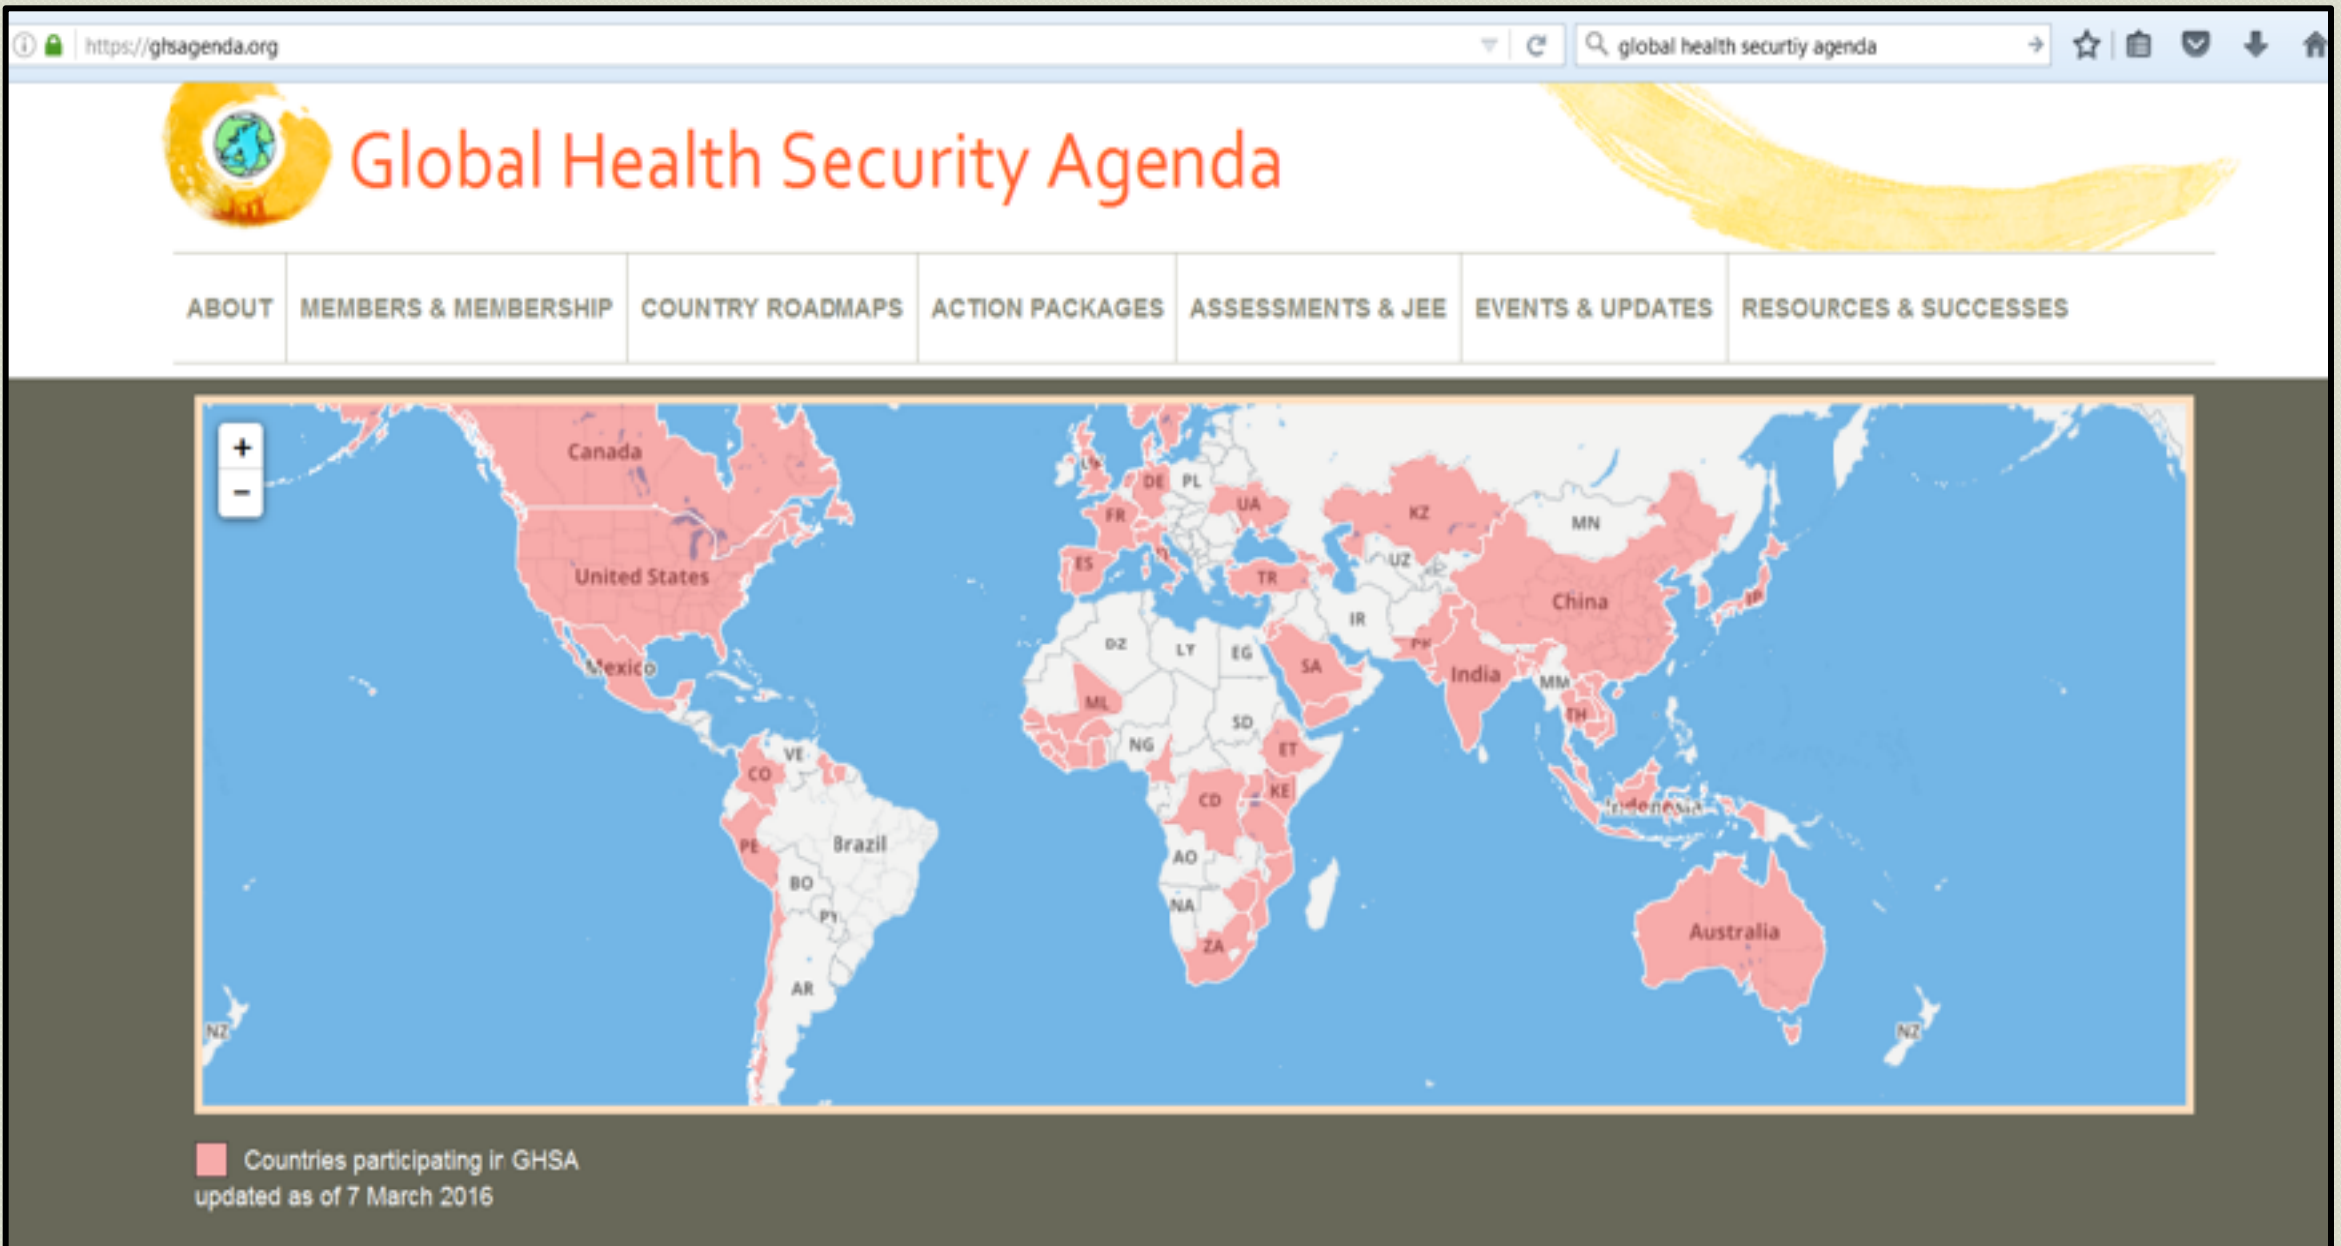 https://ghsagenda.org
global health securtiy agenda
Global Health Security Agenda
ABOUT
MEMBERS & MEMBERSHIP
COUNTRY ROADMAPS
ACTION PACKAGES
ASSESSMENTS & JEE
EVENTS & UPDATES
RESOURCES & SUCCESSES
+
−
Canada
United States
Mexico
VE
CO
PE
Brazil
BO
PY
AR
NZ
DE
PL
FR
UA
ES
TR
KZ
UZ
MN
China
JP
IR
PK
India
MM
TH
SA
DZ
LY
EG
ML
SD
NG
ET
KE
CD
AO
NA
ZA
Indonesia
Australia
NZ
Countries participating in GHSA
updated as of 7 March 2016